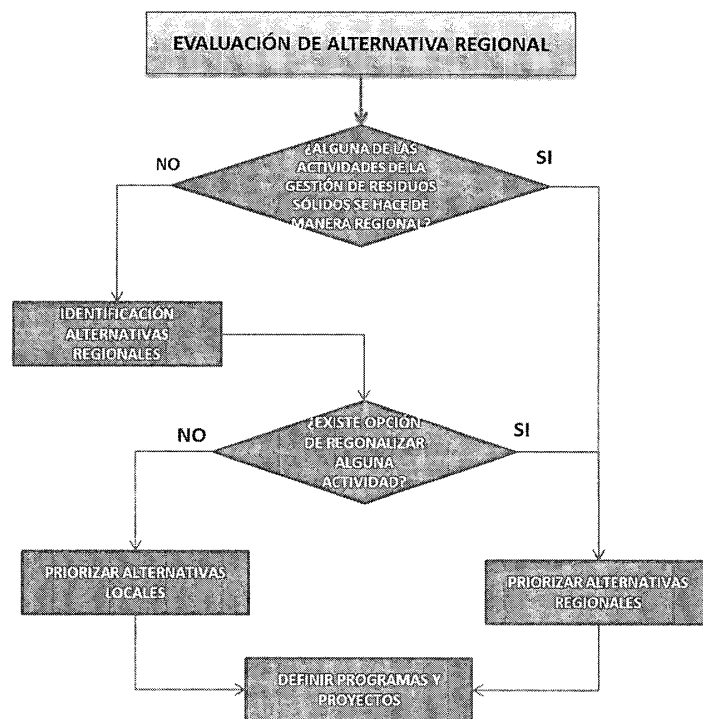 EVALUACIÓN DE ALTERNATIVA REGIONAL
¿ALGUNA DE LAS
ACTIVIDADES DE LA
GESTIÓN DE RESIDUOS
SÓLIDOS SE HACE DE
MANERA REGIONAL?
NO
SI
IDENTIFICACIÓN
ALTERNATIVAS
REGIONALES
¿EXISTE OPCIÓN
DE REGONALIZAR
ALGUNA
ACTIVIDAD?
NO
SI
PRIORIZAR ALTERNATIVAS
LOCALES
PRIORIZAR ALTERNATIVAS
REGIONALES
DEFINIR PROGRAMAS Y
PROYECTOS